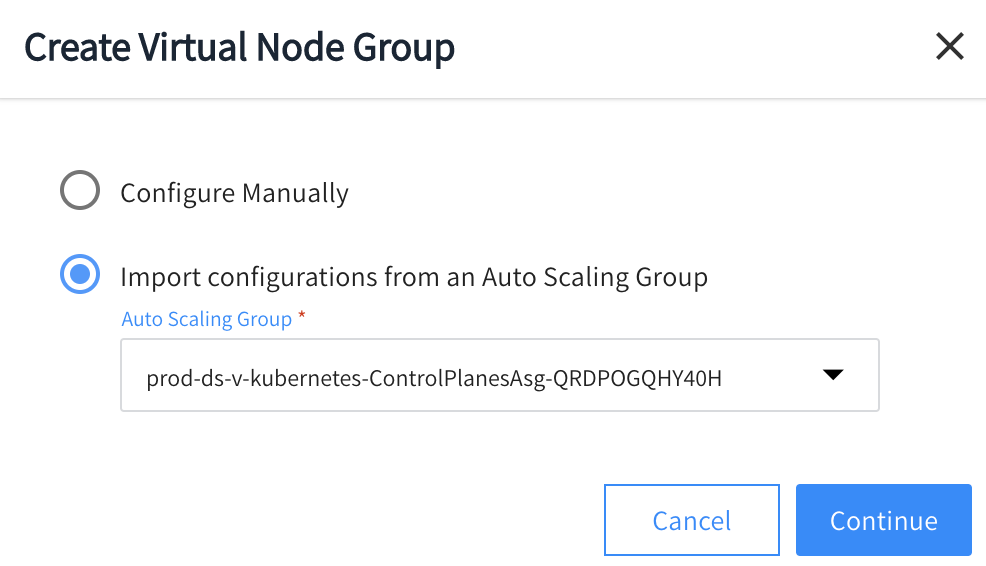 Create Virtual Node Group
Configure Manually
Import configurations from an Auto Scaling Group
Auto Scaling Group *
prod-ds-v-kubernetes-ControlPlanesAsg-QRDPOGQHY40H
Cancel
Continue